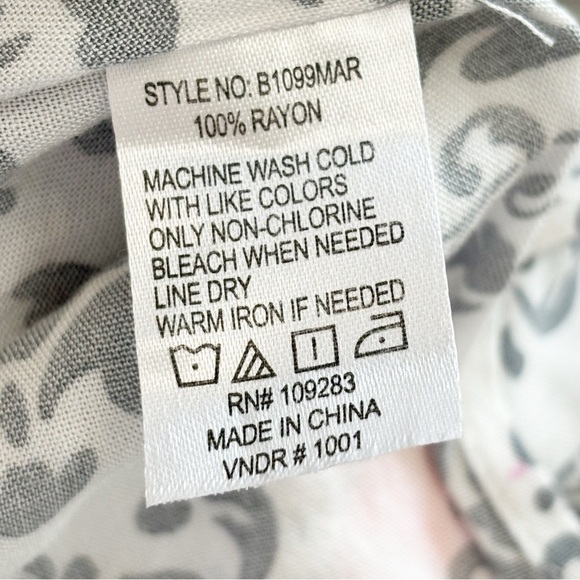 STYLE NO: B1099MAR
100% RAYON
MACHINE WASH COLD
WITH LIKE COLORS
ONLY NON-CHLORINE
BLEACH WHEN NEEDED
LINE DRY
WARM IRON IF NEEDED
RN# 109283
MADE IN CHINA
VNDR # 1001